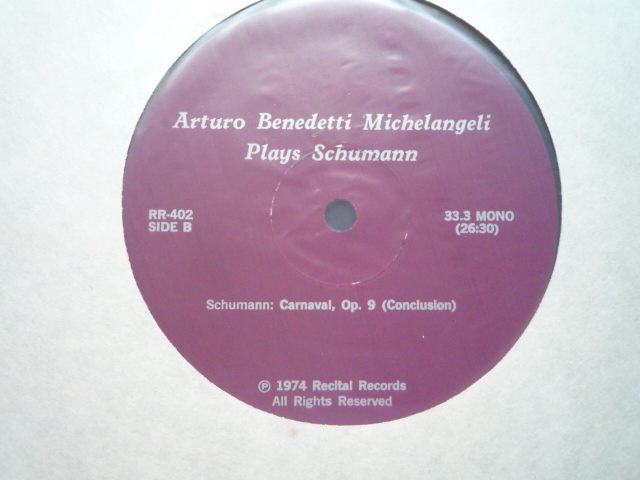 Arturo Benedetti Michelangeli
Plays Schumann
RR-402
SIDE B
33.3 MONO
(26:30)
Schumann: Carnaval, Op. 9 (Conclusion)
℗ 1974 Recital Records
All Rights Reserved